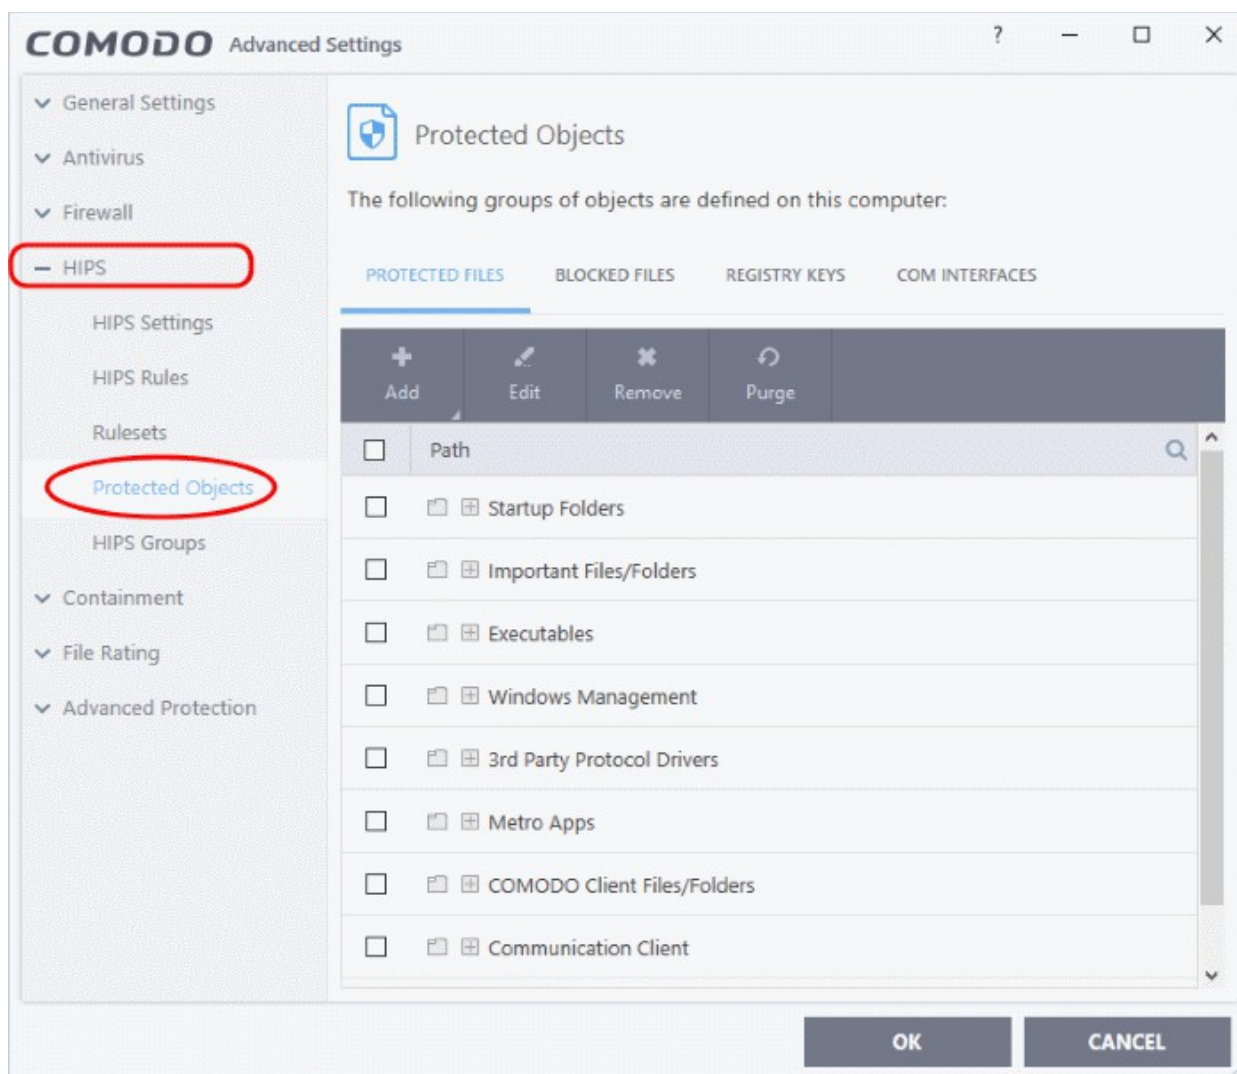 COMODO Advanced Settings ?
General Settings
Antivirus
Firewall
HIPS
HIPS Settings
HIPS Rules
Rulesets
Protected Objects
HIPS Groups
Containment
File Rating
Advanced Protection
Protected Objects
The following groups of objects are defined on this computer:
PROTECTED FILES BLOCKED FILES REGISTRY KEYS COM INTERFACES
Add Edit Remove Purge
Path
Startup Folders
Important Files/Folders
Executables
Windows Management
3rd Party Protocol Drivers
Metro Apps
COMODO Client Files/Folders
Communication Client
OK CANCEL